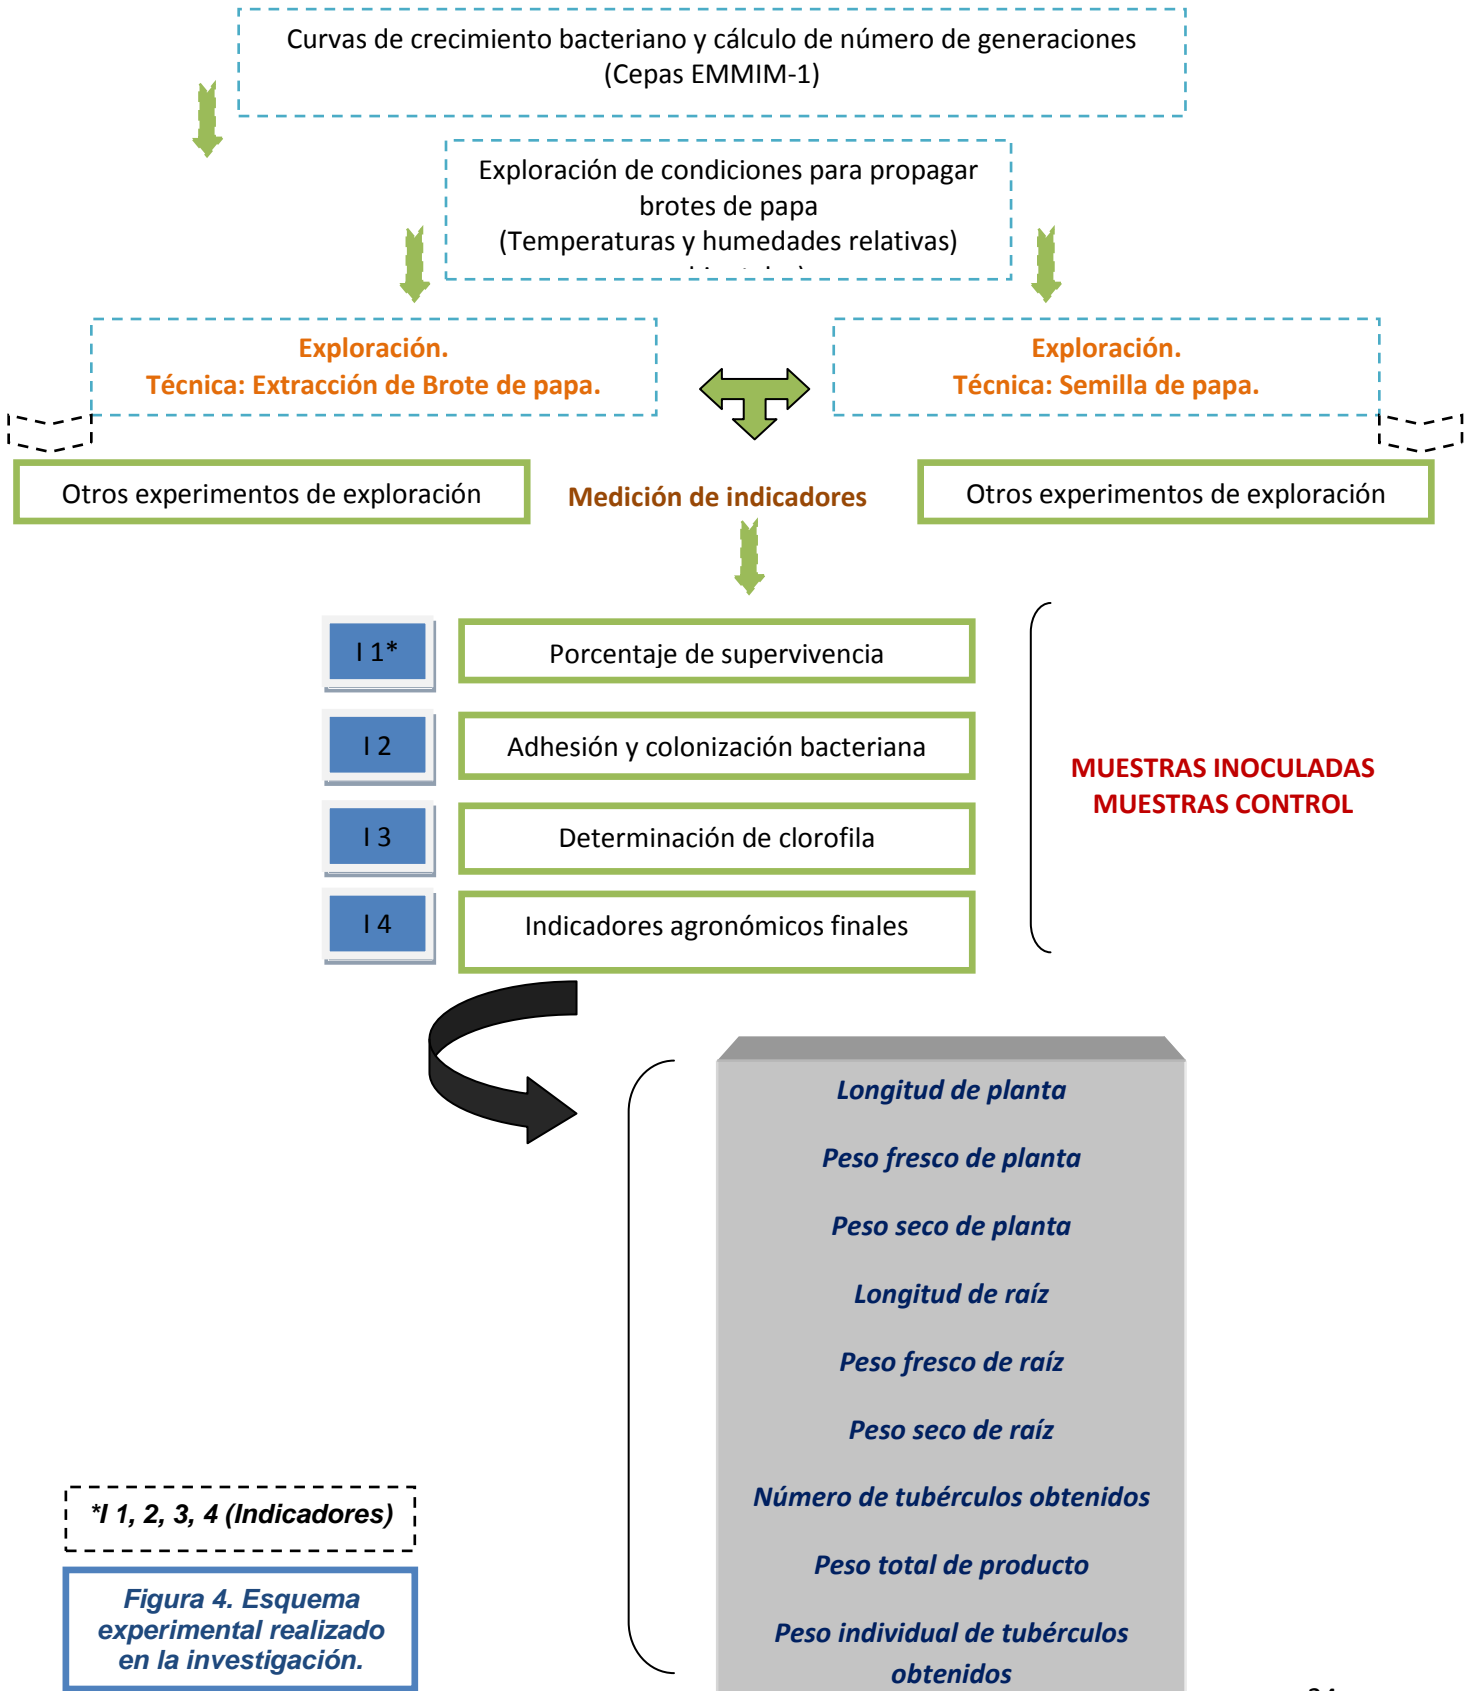 Curvas de crecimiento bacteriano y cálculo de número de generaciones
(Cepas EMMIM-1)
Exploración de condiciones para propagar
brotes de papa
(Temperaturas y humedades relativas)
Exploración.
Técnica: Extracción de Brote de papa.
Exploración.
Técnica: Semilla de papa.
Otros experimentos de exploración
Medición de indicadores
Otros experimentos de exploración
I 1*
Porcentaje de supervivencia
I 2
Adhesión y colonización bacteriana
I 3
Determinación de clorofila
I 4
Indicadores agronómicos finales
MUESTRAS INOCULADAS
MUESTRAS CONTROL
Longitud de planta
Peso fresco de planta
Peso seco de planta
Longitud de raíz
Peso fresco de raíz
Peso seco de raíz
Número de tubérculos obtenidos
Peso total de producto
Peso individual de tubérculos
obtenidos
*I 1, 2, 3, 4 (Indicadores)
Figura 4. Esquema
experimental realizado
en la investigación.